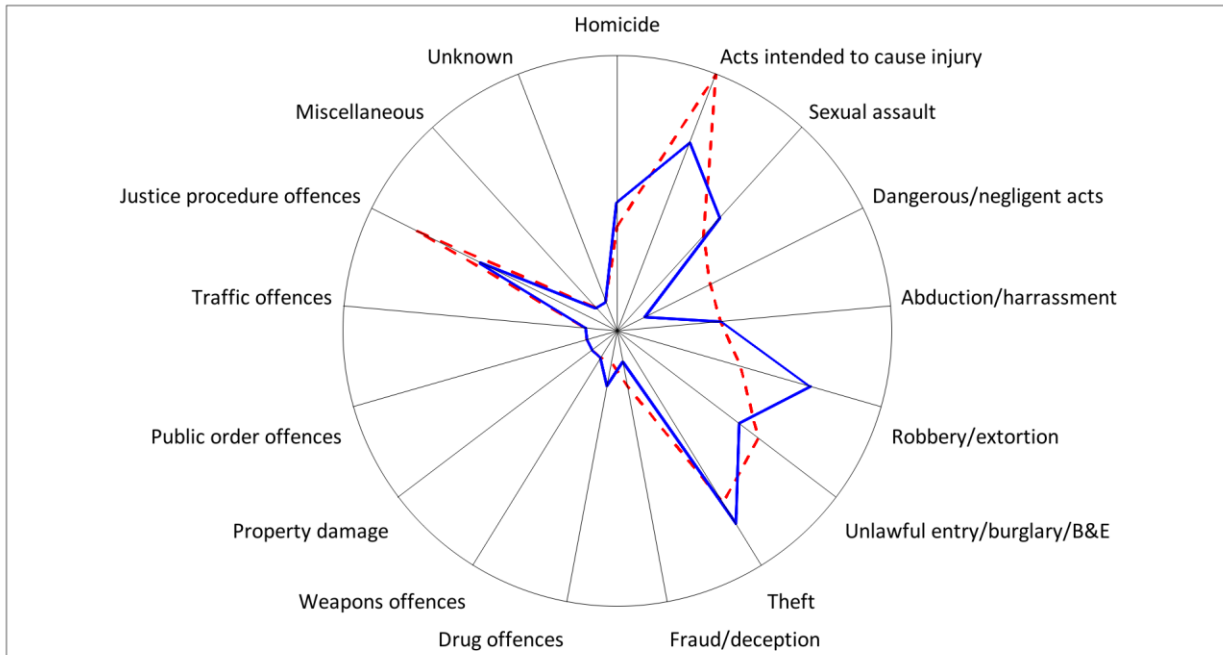 Homicide
Acts intended to cause injury
Sexual assault
Dangerous/negligent acts
Abduction/harrassment
Robbery/extortion
Unlawful entry/burglary/B&E
Theft
Fraud/deception
Drug offences
Weapons offences
Property damage
Public order offences
Traffic offences
Justice procedure offences
Miscellaneous
Unknown